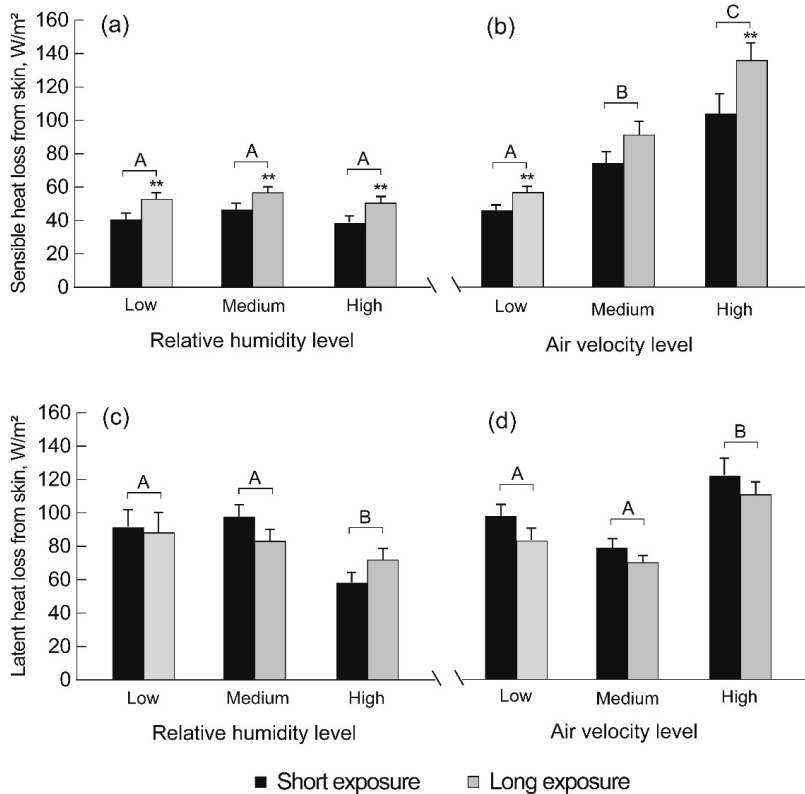 (a)
(b)
Sensible heat loss from skin, W/m²
160
140
120
100
80
60
40
20
0
A
**
A
**
A
**
A
**
B
C
**
Low
Medium
High
Low
Medium
High
Relative humidity level
Air velocity level
(c)
(d)
Latent heat loss from skin, W/m²
160
140
120
100
80
60
40
20
0
A
A
B
A
A
B
Low
Medium
High
Low
Medium
High
Relative humidity level
Air velocity level
Short exposure
Long exposure